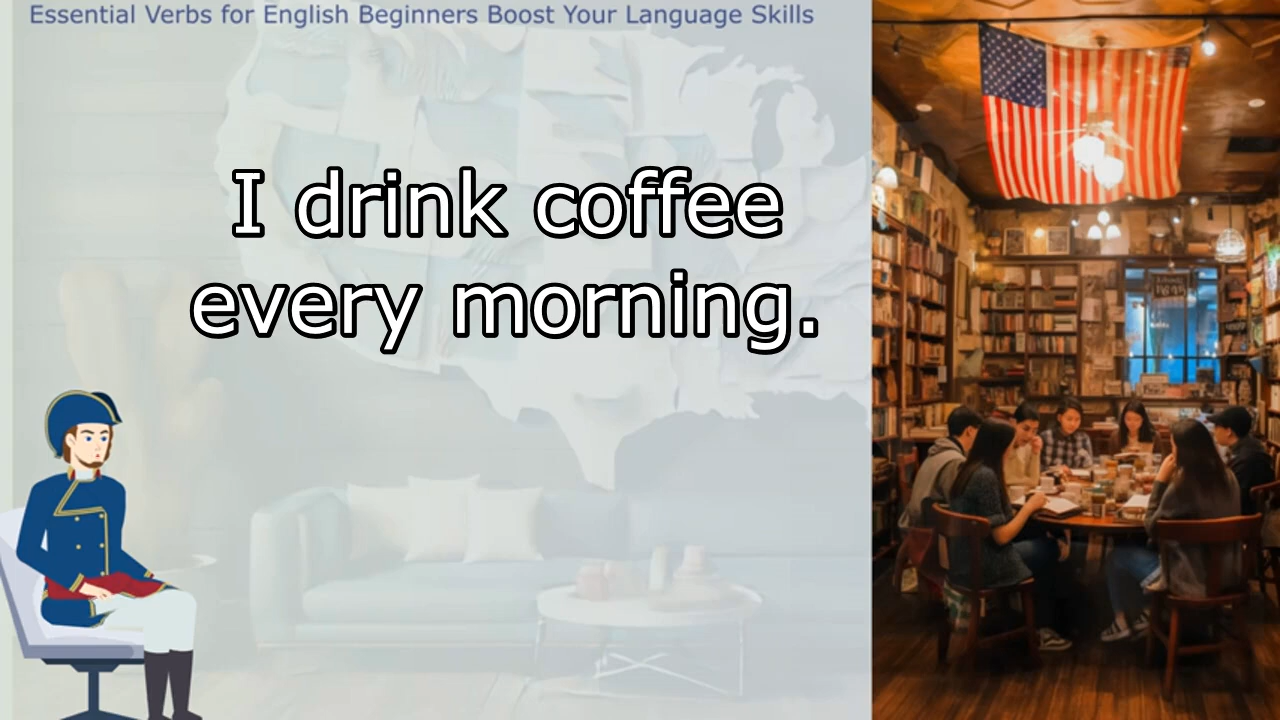 Essential Verbs for English Beginners Boost Your Language Skills
I drink coffee
every morning.